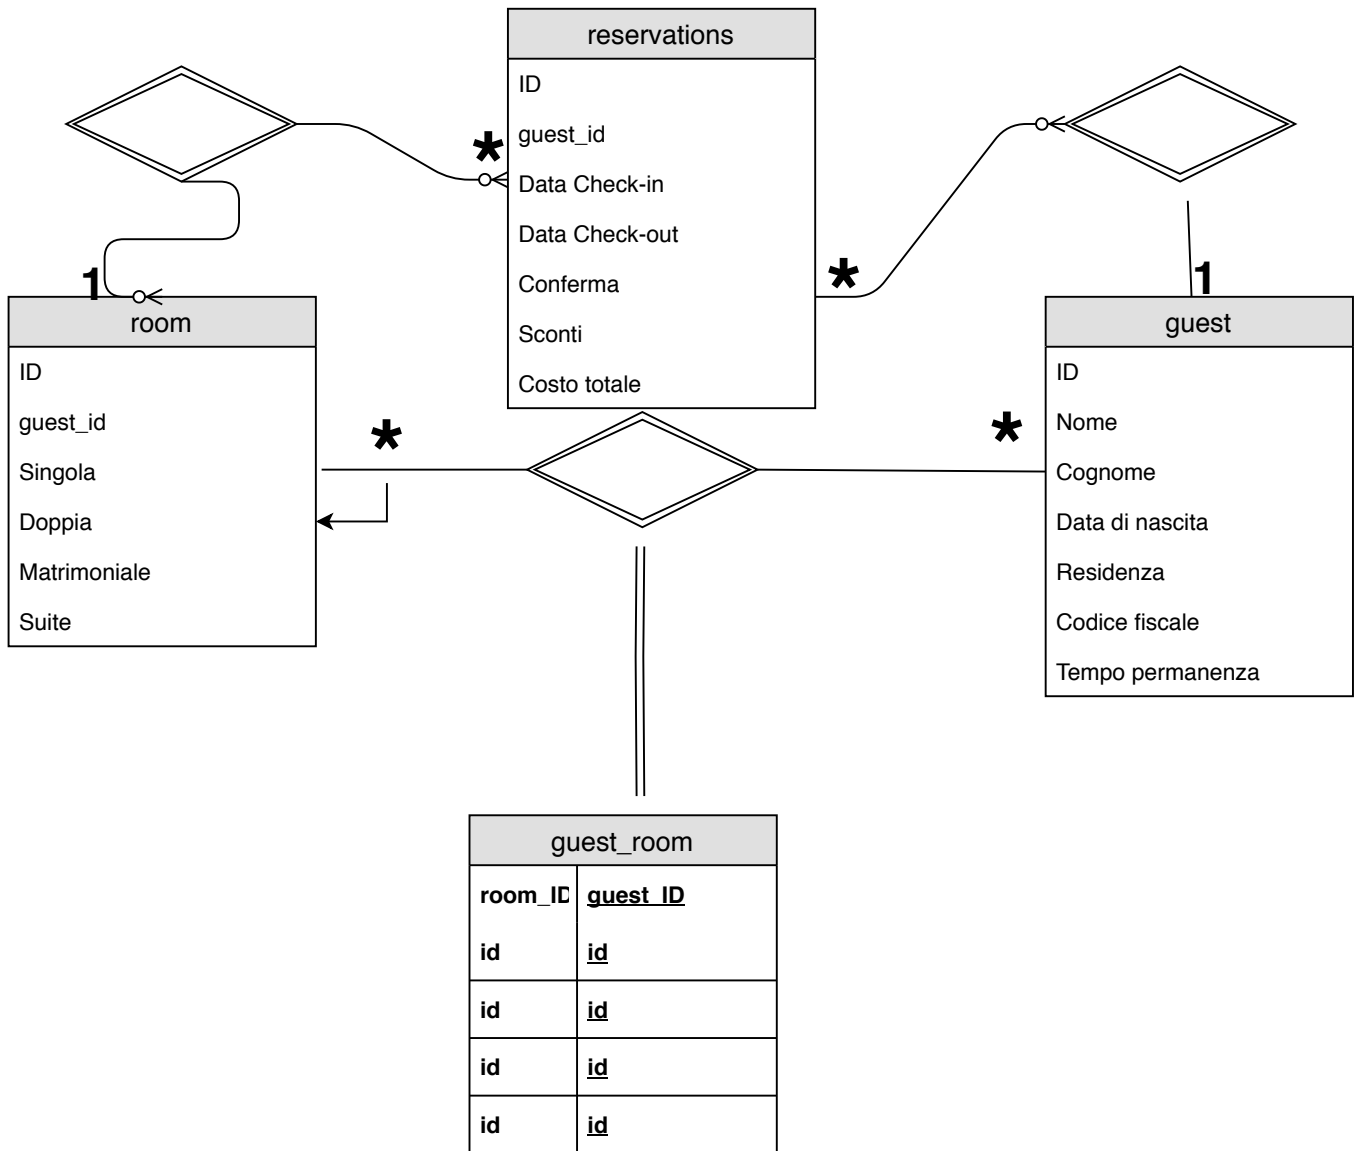 reservations
ID
guest_id
Data Check-in
Data Check-out
Conferma
Sconti
Costo totale
*
*
1
room
ID
guest_id
Singola
Doppia
Matrimoniale
Suite
1
guest
ID
Nome
Cognome
Data di nascita
Residenza
Codice fiscale
Tempo permanenza
*
*
guest_room
room_ID guest_ID
id id
id id
id id
id id